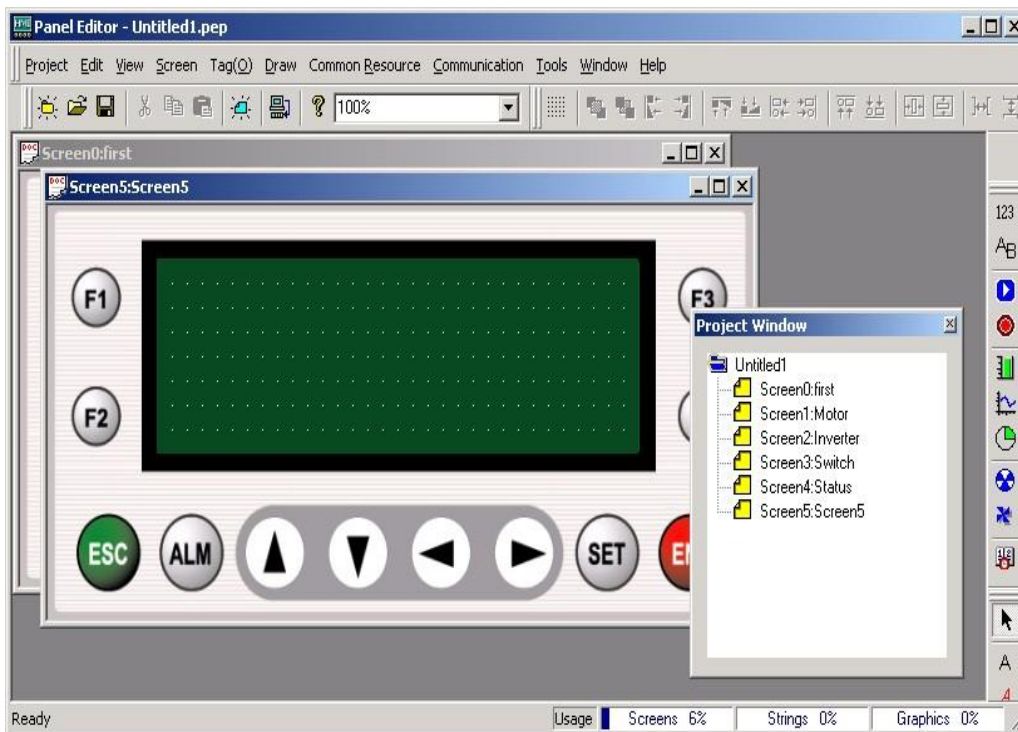 Panel Editor - Untitled1.pep
Project Edit View Screen Tag(O) Draw Common Resource Communication Tools Window Help
100%
Screen0:first
Screen5:Screen5
123
AB
F1
F3
F2
Project Window
Untitled1
Screen0:first
Screen1:Motor
Screen2:Inverter
Screen3:Switch
Screen4:Status
Screen5:Screen5
ESC
ALM
SET
A
A
Ready
Usage Screens 6% Strings 0% Graphics 0%